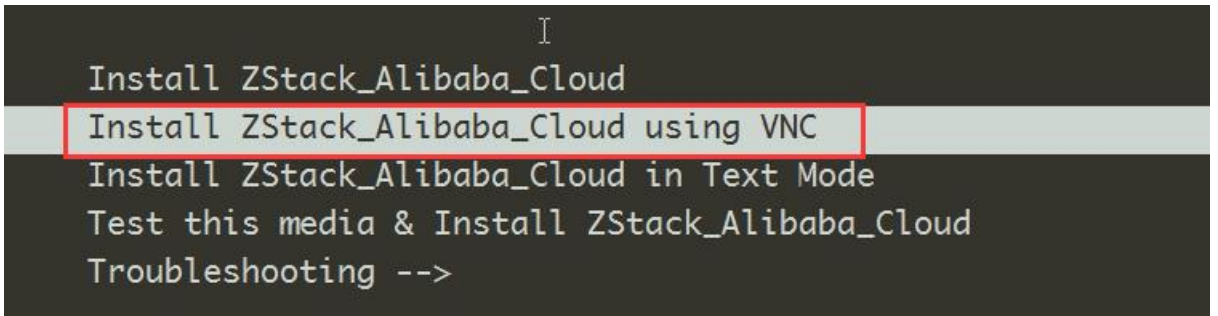 Install ZStack_Alibaba_Cloud
Install ZStack_Alibaba_Cloud using VNC
Install ZStack_Alibaba_Cloud in Text Mode
Test this media & Install ZStack_Alibaba_Cloud
Troubleshooting -->